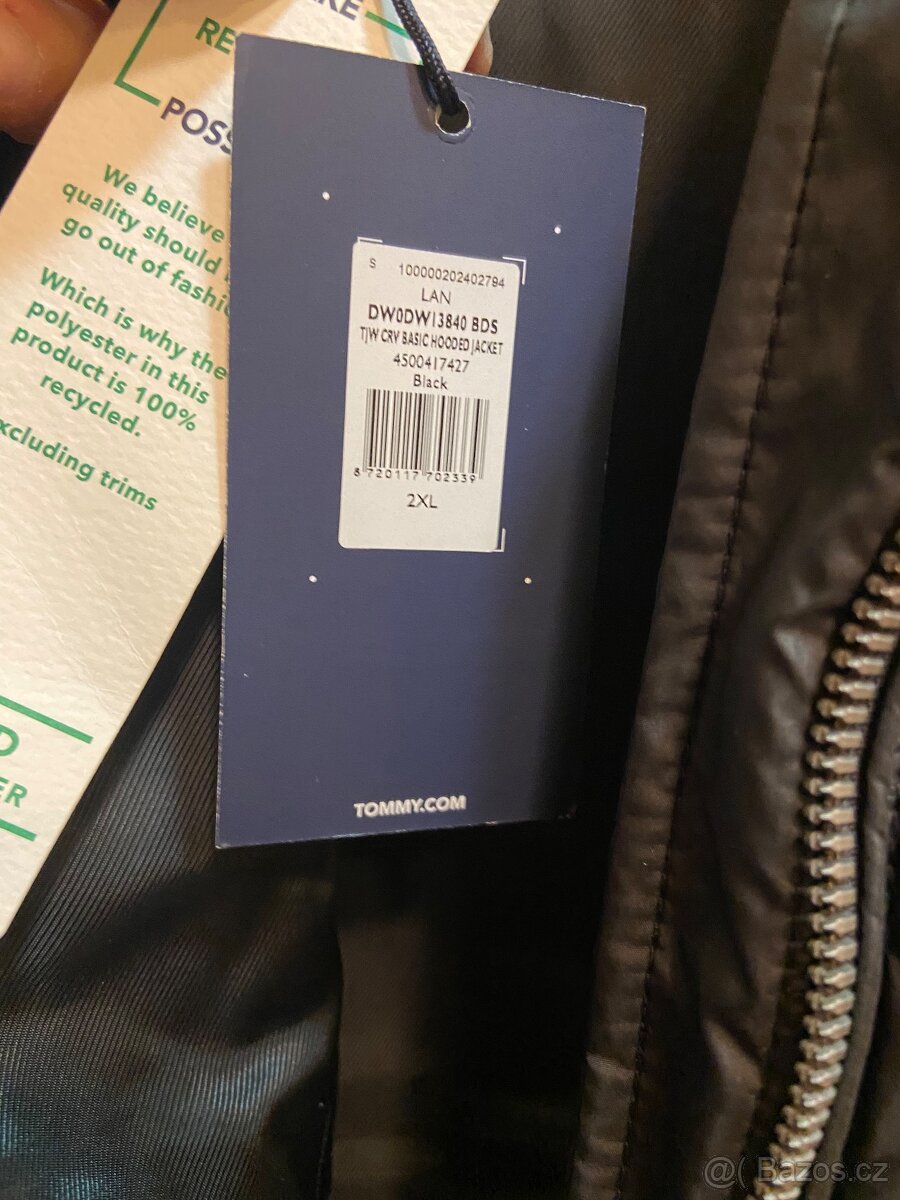 RE
POSS
We believe
quality should
go out of fashi
Which is why the
polyester in this
product is 100%
recycled.
xcluding trims
D
ER
S 100000202402794
LAN
DW0DW13840 BDS
TJW CRV BASIC HOODED JACKET
4500417427
Black
8 720117 702339
2XL
TOMMY.COM
@( Bazos.cz